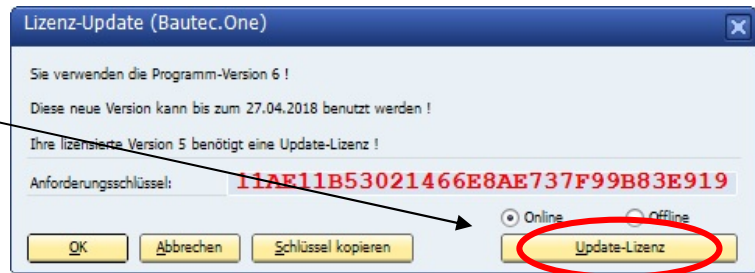 Lizenz-Update (Bautec.One)
Sie verwenden die Programm-Version 6 !
Diese neue Version kann bis zum 27.04.2018 benutzt werden !
Ihre lizensierte Version 5 benötigt eine Update-Lizenz !
Anforderungsschlüssel: 11AE11B53021466E8AE737F99B83E919
Online Offline
OK Abbrechen Schlüssel kopieren Update-Lizenz